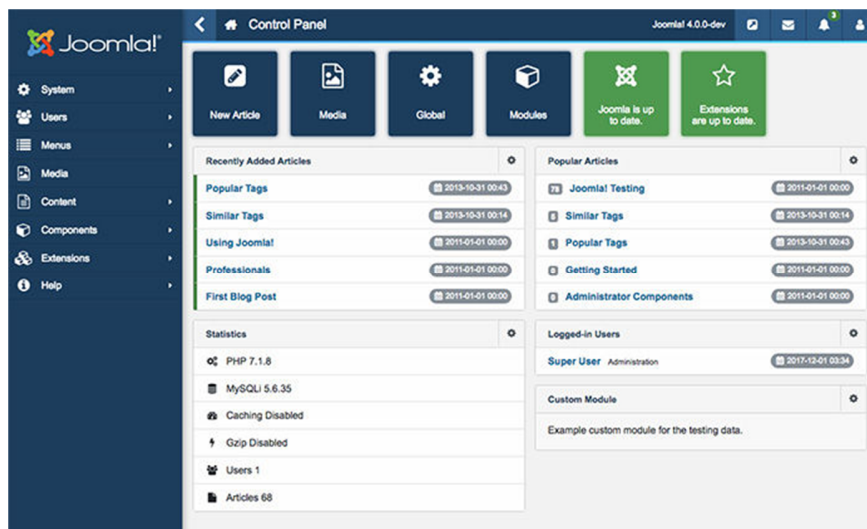 Joomla!
Control Panel
Joomla! 4.0.0-dev
3
System
Users
Menus
Media
Content
Components
Extensions
Help
New Article
Media
Global
Modules
Joomla is up
to date.
Extensions
are up to date.
Recently Added Articles
Popular Tags 2013-10-31 00:43
Similar Tags 2013-10-31 00:14
Using Joomla! 2011-01-01 00:00
Professionals 2011-01-01 00:00
First Blog Post 2011-01-01 00:00
Popular Articles
Joomla! Testing 2011-01-01 00:00
Similar Tags 2013-10-31 00:14
Popular Tags 2013-10-31 00:43
Getting Started 2011-01-01 00:00
Administrator Components 2011-01-01 00:00
Statistics
PHP 7.1.8
MySQLi 5.6.35
Caching Disabled
Gzip Disabled
Users 1
Articles 68
Logged-in Users
Super User Administration 2017-12-01 03:34
Custom Module
Example custom module for the testing data.